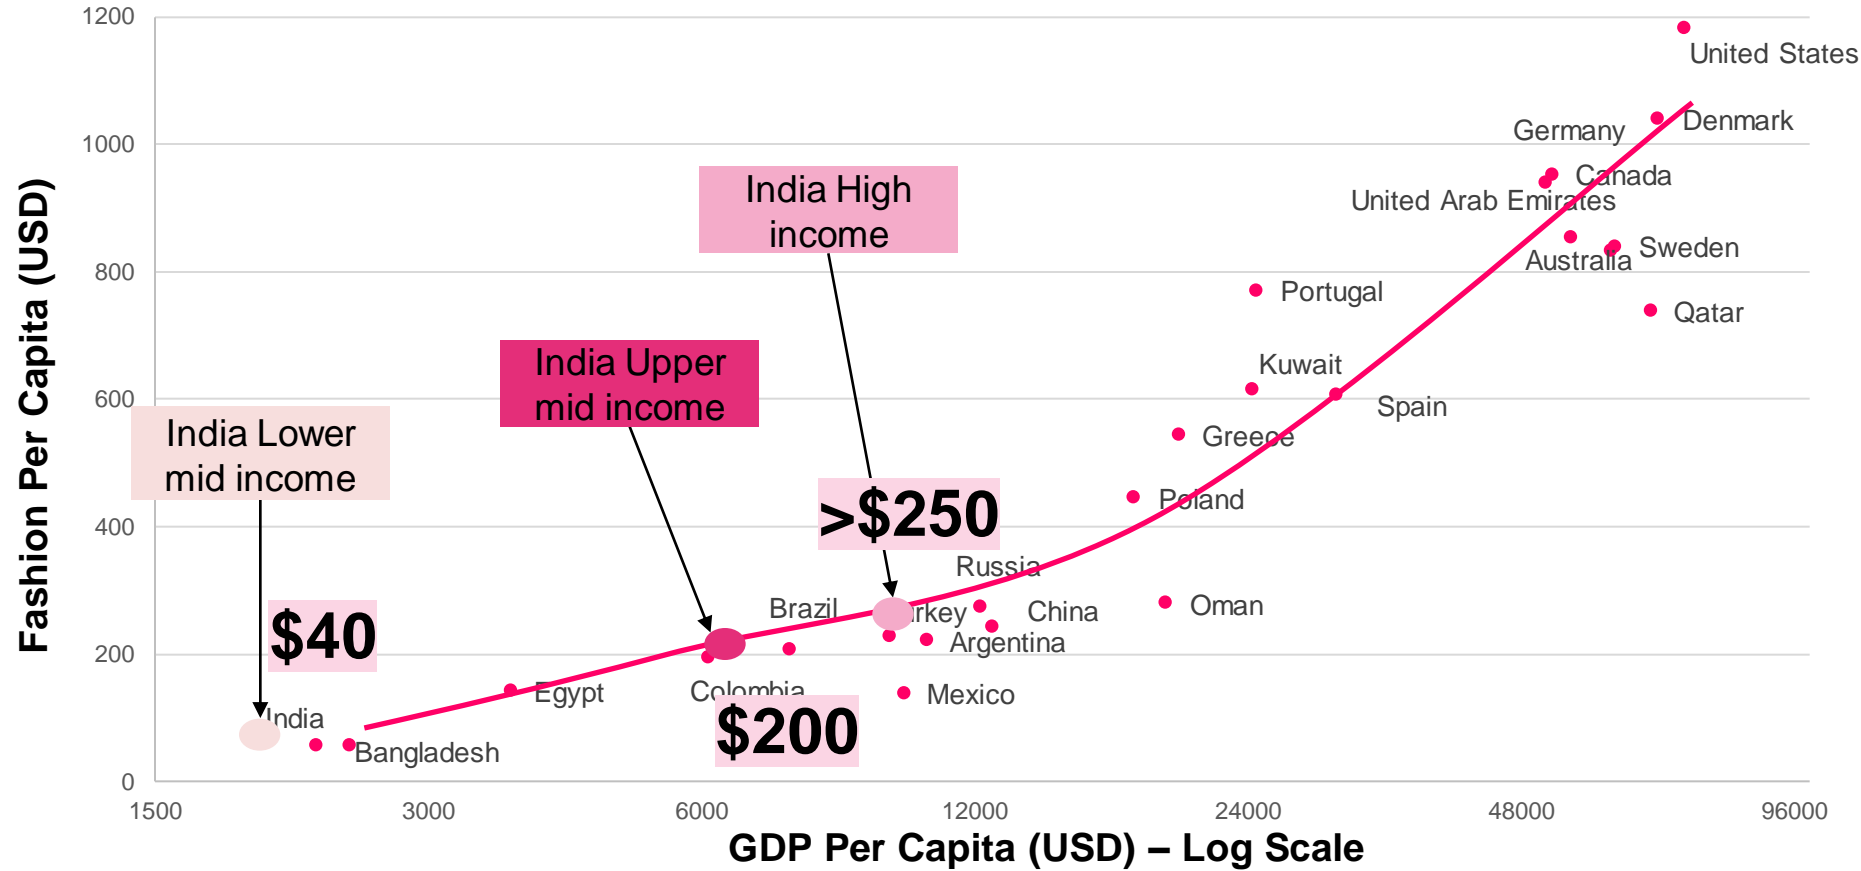 1200
United States
Denmark
Germany
1000
India High
income
Canada
United Arab Emirates
Sweden
Australia
800
Portugal
Qatar
India Upper
mid income
Kuwait
600
Spain
India Lower
mid income
Greece
>$250
Poland
400
Russia
Brazil
China
Oman
$40
Argentina
200
Egypt
Colombia
Mexico
India
$200
Bangladesh
0
1500 3000 6000 12000 24000 48000 96000
GDP Per Capita (USD) – Log Scale
Fashion Per Capita (USD)